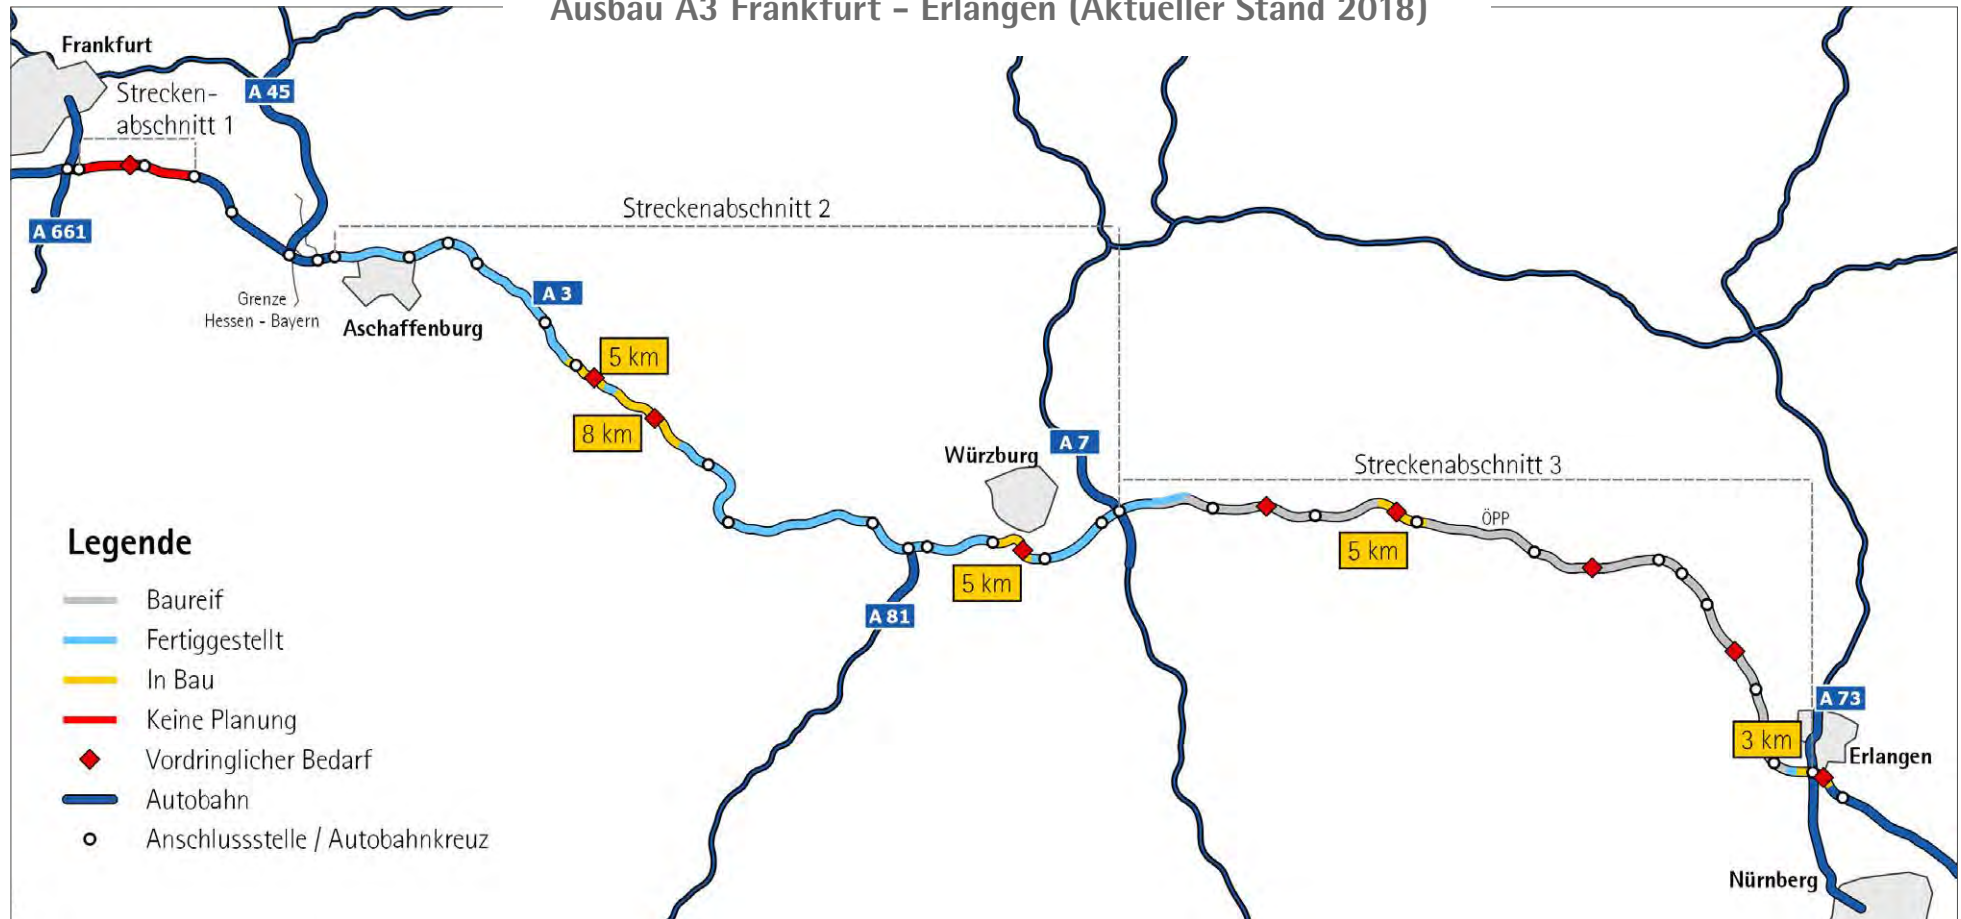 Ausbau A3 Frankfurt – Erlangen (Aktueller Stand 2018)
Frankfurt
Strecken-
abschnitt 1
A 45
A 661
Streckenabschnitt 2
Grenze
Hessen - Bayern
Aschaffenburg
A 3
5 km
8 km
Würzburg
A 7
Streckenabschnitt 3
ÖPP
5 km
5 km
A 81
A 73
3 km
Erlangen
Nürnberg
Legende
Baureif
Fertiggestellt
In Bau
Keine Planung
Vordringlicher Bedarf
Autobahn
Anschlussstelle / Autobahnkreuz